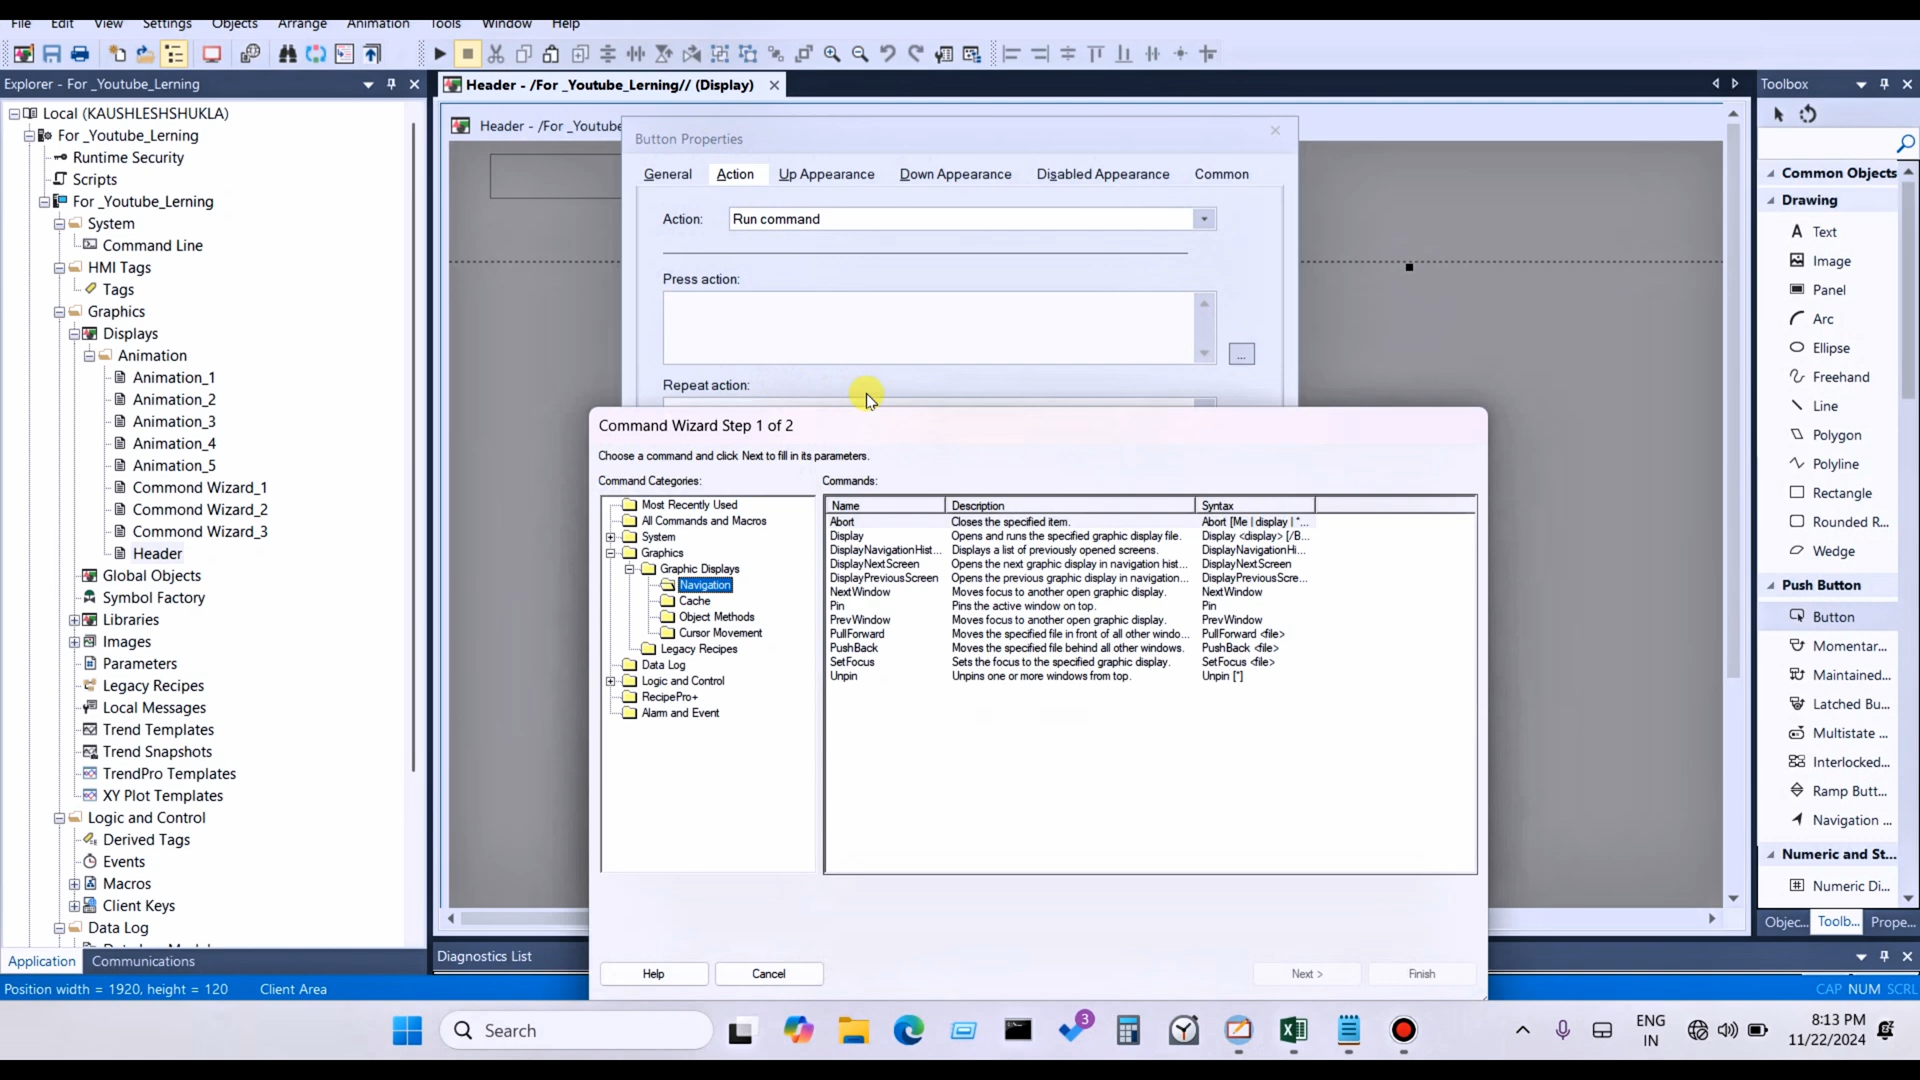 File Edit View Settings Objects Arrange Animation Tools Window Help
Explorer - For _Youtube_Lerning
Local (KAUSHLESHSHUKLA)
For _Youtube_Lerning
Runtime Security
Scripts
For _Youtube_Lerning
System
Command Line
HMI Tags
Tags
Graphics
Displays
Animation
Animation_1
Animation_2
Animation_3
Animation_4
Animation_5
Commond Wizard_1
Commond Wizard_2
Commond Wizard_3
Header
Global Objects
Symbol Factory
Libraries
Images
Parameters
Legacy Recipes
Local Messages
Trend Templates
Trend Snapshots
TrendPro Templates
XY Plot Templates
Logic and Control
Derived Tags
Events
Macros
Client Keys
Data Log
Application Communications
Header - /For _Youtube_Lerning// (Display)
Header - /For _Youtube
Button Properties
General Action Up Appearance Down Appearance Disabled Appearance Common
Action: Run command
Press action:
...
Repeat action:
Command Wizard Step 1 of 2
Choose a command and click Next to fill in its parameters.
Command Categories:
Most Recently Used
All Commands and Macros
System
Graphics
Graphic Displays
Navigation
Cache
Object Methods
Cursor Movement
Legacy Recipes
Data Log
Logic and Control
RecipePro+
Alarm and Event
Commands:
Name Description Syntax
Abort Closes the specified item. Abort [Me | display | *...
Display Opens and runs the specified graphic display file. Display <display> [/B...
DisplayNavigationHist... Displays a list of previously opened screens. DisplayNavigationHi...
DisplayNextScreen Opens the next graphic display in navigation hist... DisplayNextScreen
DisplayPreviousScreen Opens the previous graphic display in navigation... DisplayPreviousScre...
NextWindow Moves focus to another open graphic display. NextWindow
Pin Pins the active window on top. Pin
PrevWindow Moves focus to another open graphic display. PrevWindow
PullForward Moves the specified file in front of all other windo... PullForward <file>
PushBack Moves the specified file behind all other windows. PushBack <file>
SetFocus Sets the focus to the specified graphic display. SetFocus <file>
Unpin Unpins one or more windows from top. Unpin [*]
Help Cancel Next > Finish
Diagnostics List
Toolbox
Common Objects
Drawing
Text
Image
Panel
Arc
Ellipse
Freehand
Line
Polygon
Polyline
Rectangle
Rounded R...
Wedge
Push Button
Button
Momentar...
Maintained...
Latched Bu...
Multistate ...
Interlocked...
Ramp Butt...
Navigation ...
Numeric and St...
Numeric Di...
Objec... Toolb... Prope...
Position width = 1920, height = 120 Client Area CAP NUM SCRL
Search
3
ENG
IN
8:13 PM
11/22/2024